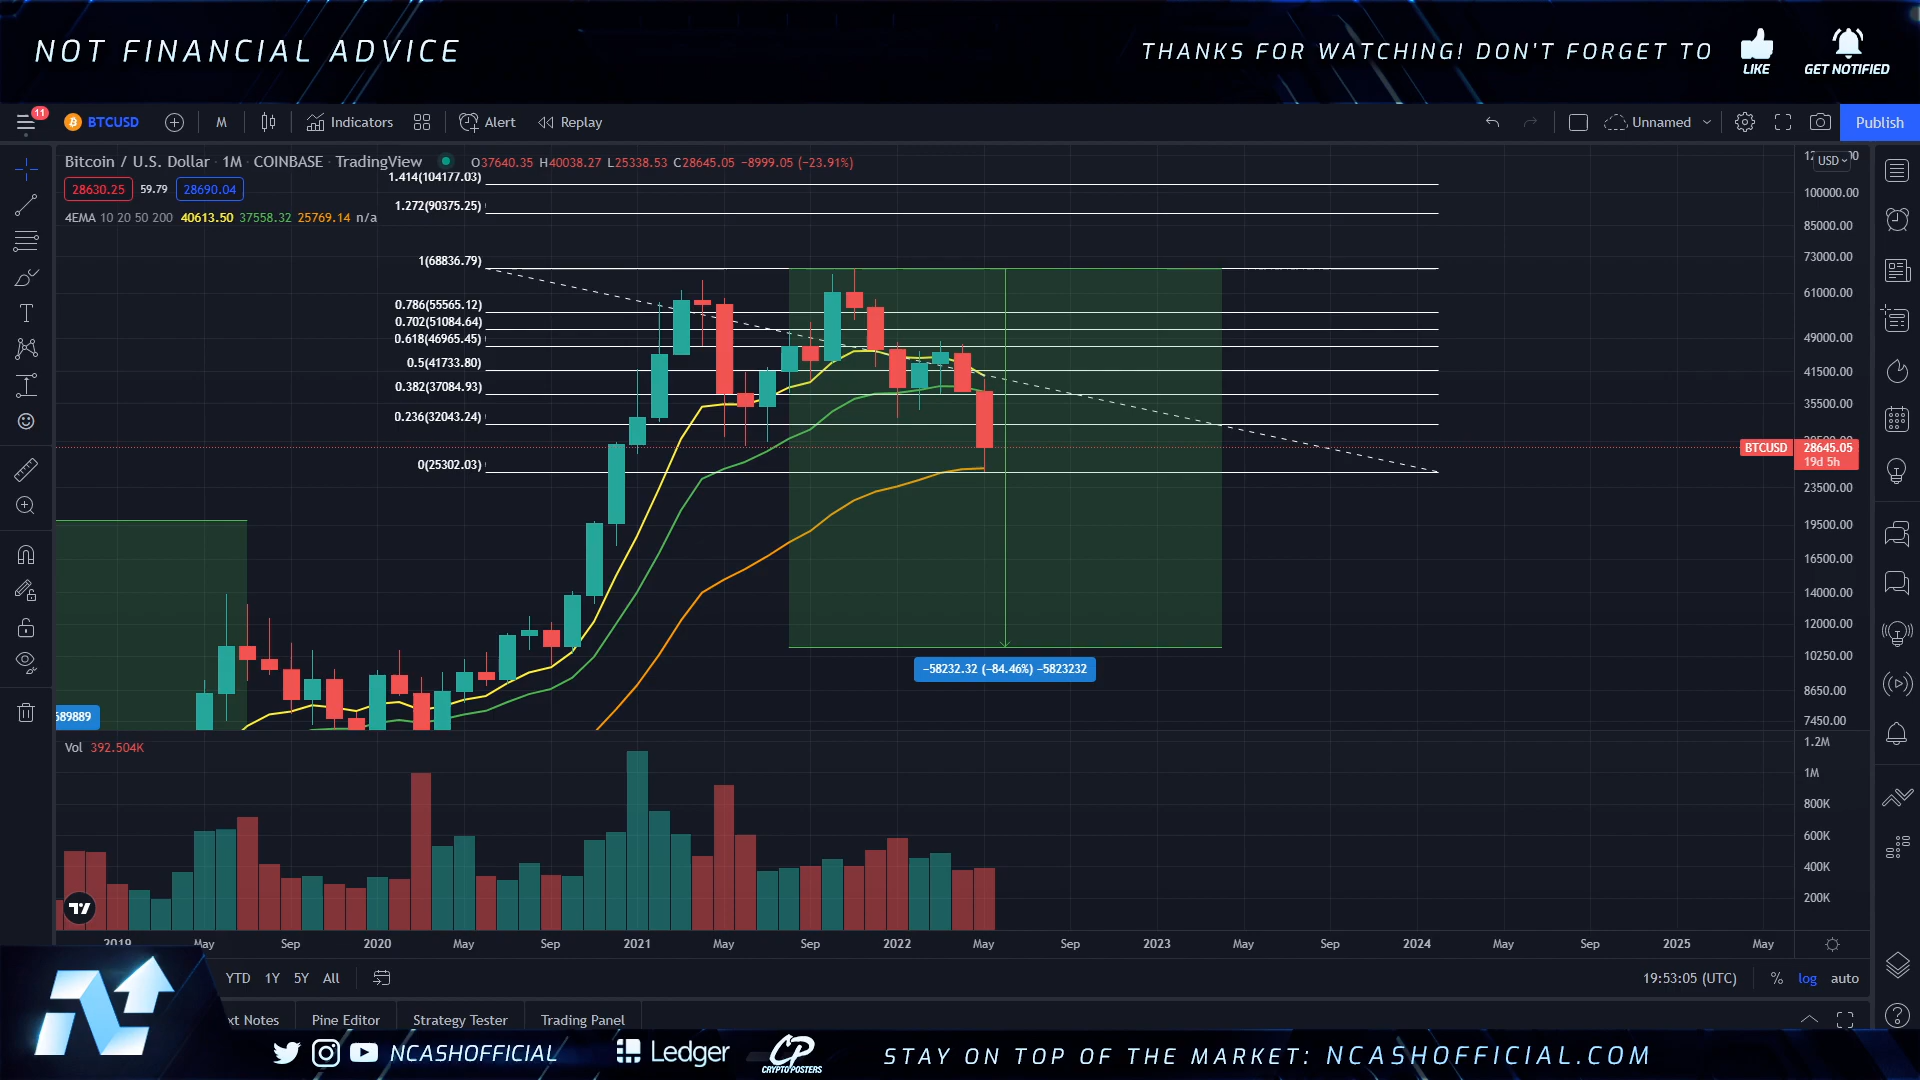 NOT FINANCIAL ADVICE
THANKS FOR WATCHING! DON'T FORGET TO
LIKE
GET NOTIFIED
11
BTCUSD
M
Indicators
Alert
Replay
Unnamed
Publish
Bitcoin / U.S. Dollar · 1M · COINBASE · TradingView
O37640.35 H40038.27 L25338.53 C28645.05 −8999.05 (−23.91%)
28630.25 59.79 28690.04
4EMA 10 20 50 200 40613.50 37558.32 25769.14 n/a
1.414(104177.03)
1.272(90375.25)
1(68836.79)
0.786(55565.12)
0.702(51084.64)
0.618(46965.45)
0.5(41733.80)
0.382(37084.93)
0.236(32043.24)
0(25302.03)
USD
100000.00
85000.00
73000.00
61000.00
49000.00
41500.00
35500.00
BTCUSD
28645.05
19d 5h
23500.00
19500.00
16500.00
14000.00
12000.00
10250.00
8650.00
7450.00
−58232.32 (−84.46%) −5823232
689889
Vol 392.504K
1.2M
1M
800K
600K
400K
200K
2019 May Sep 2020 May Sep 2021 May Sep 2022 May Sep 2023 May Sep 2024 May Sep 2025 May
YTD 1Y 5Y All
19:53:05 (UTC)
% log auto
xt Notes
Pine Editor
Strategy Tester
Trading Panel
NCASHOFFICIAL
Ledger
CP
CRYPTOPOSTERS
STAY ON TOP OF THE MARKET: NCASHOFFICIAL.COM